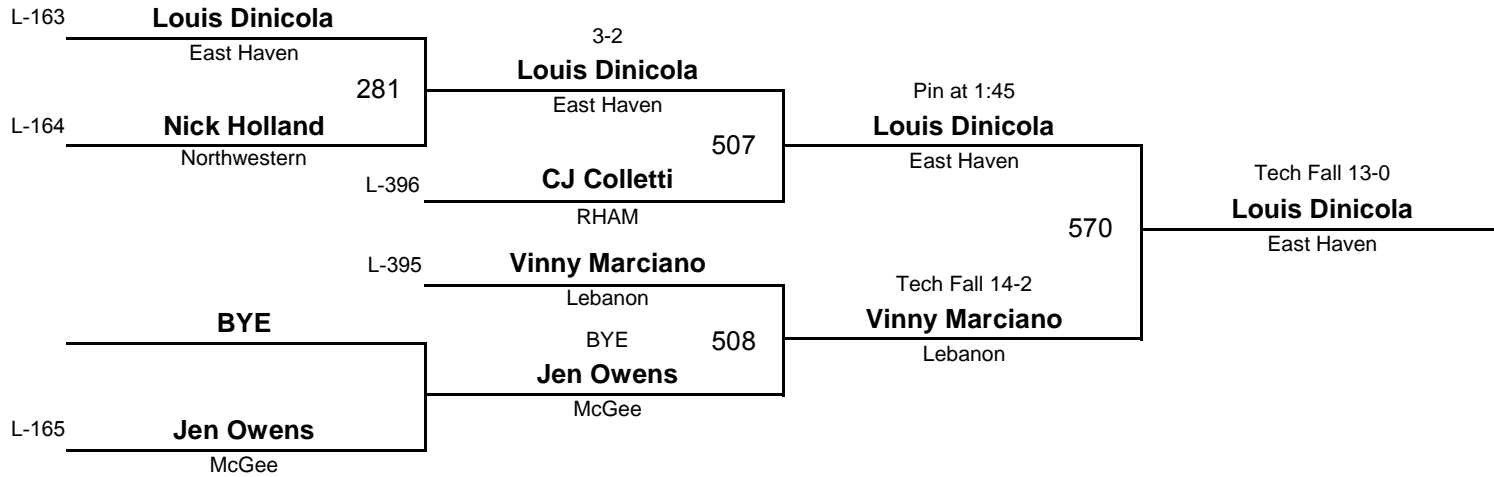 L-163
Louis Dinicola
East Haven
281
L-164
Nick Holland
Northwestern
3-2
Louis Dinicola
East Haven
507
L-396
CJ Colletti
RHAM
Pin at 1:45
Louis Dinicola
East Haven
570
Tech Fall 13-0
Louis Dinicola
East Haven
L-395
Vinny Marciano
Lebanon
508
BYE
BYE
Jen Owens
McGee
L-165
Jen Owens
McGee
Tech Fall 14-2
Vinny Marciano
Lebanon